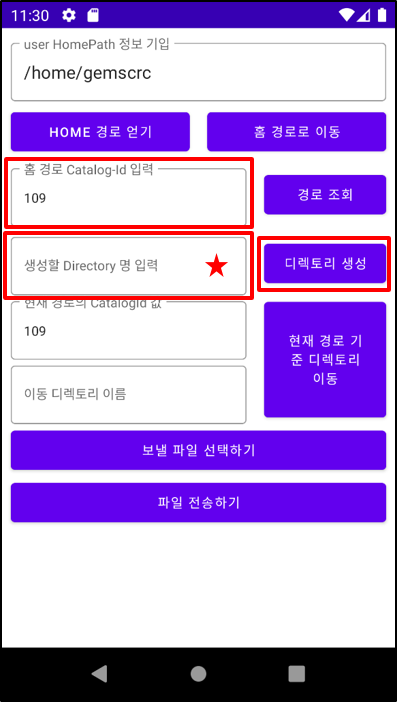 11:30
user HomePath 정보 기입
/home/gemscrc
HOME 경로 얻기
홈 경로로 이동
홈 경로 Catalog-Id 입력
109
경로 조회
생성할 Directory 명 입력
디렉토리 생성
현재 경로의 CatalogId 값
109
현재 경로 기
준 디렉토리
이동
이동 디렉토리 이름
보낼 파일 선택하기
파일 전송하기